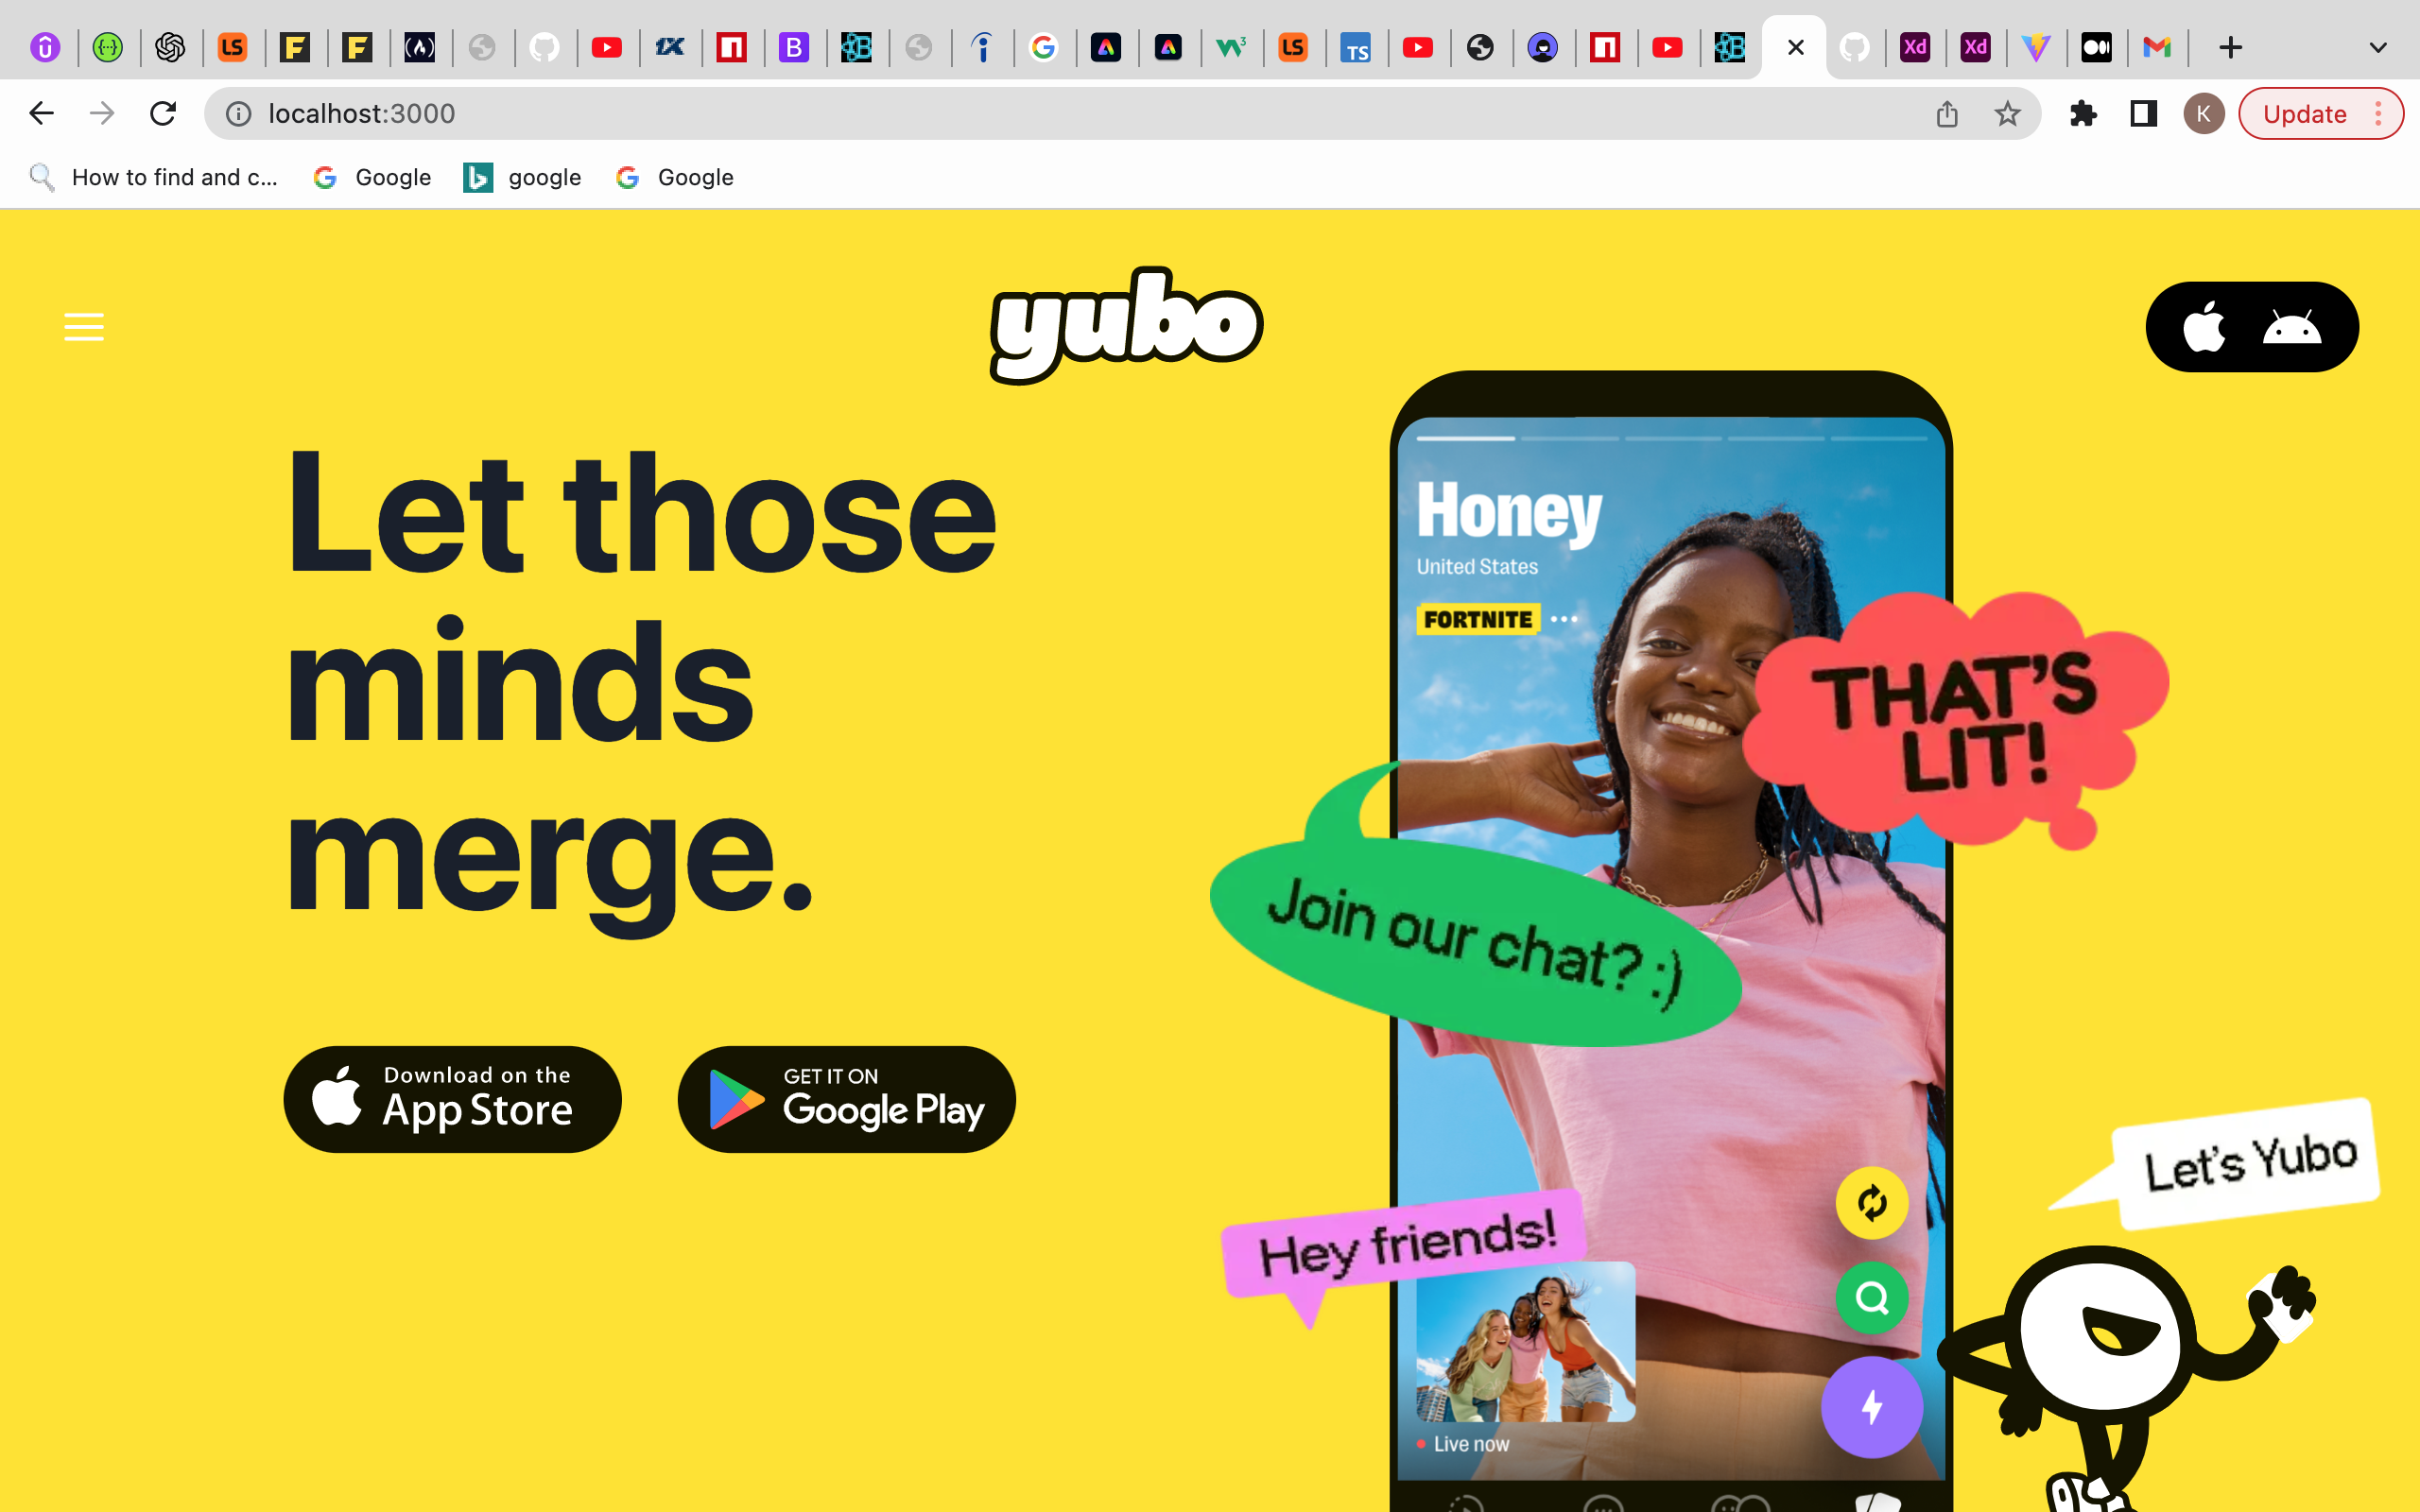 localhost:3000
Update
K
How to find and c...
Google
google
Google
yubo
Let those
minds
merge.
Download on the
App Store
GET IT ON
Google Play
Honey
United States
FORTNITE
THAT'S
LIT!
Join our chat? :)
Hey friends!
Let's Yubo
Live now